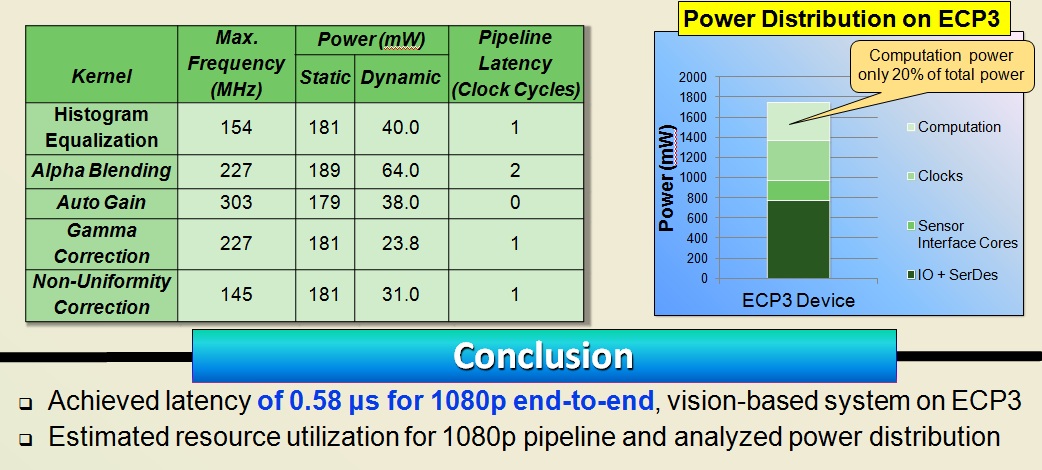 Kernel
Max.
Frequency
(MHz)
Power (mW)
Static
Dynamic
Pipeline
Latency
(Clock Cycles)
Histogram
Equalization
154
181
40.0
1
Alpha Blending
227
189
64.0
2
Auto Gain
303
179
38.0
0
Gamma
Correction
227
181
23.8
1
Non-Uniformity
Correction
145
181
31.0
1
Power Distribution on ECP3
Computation power
only 20% of total power
Power (mW)
2000
1800
1600
1400
1200
1000
800
600
400
200
0
ECP3 Device
Computation
Clocks
Sensor
Interface Cores
IO + SerDes
Conclusion
Achieved latency of 0.58 µs for 1080p end-to-end, vision-based system on ECP3
Estimated resource utilization for 1080p pipeline and analyzed power distribution